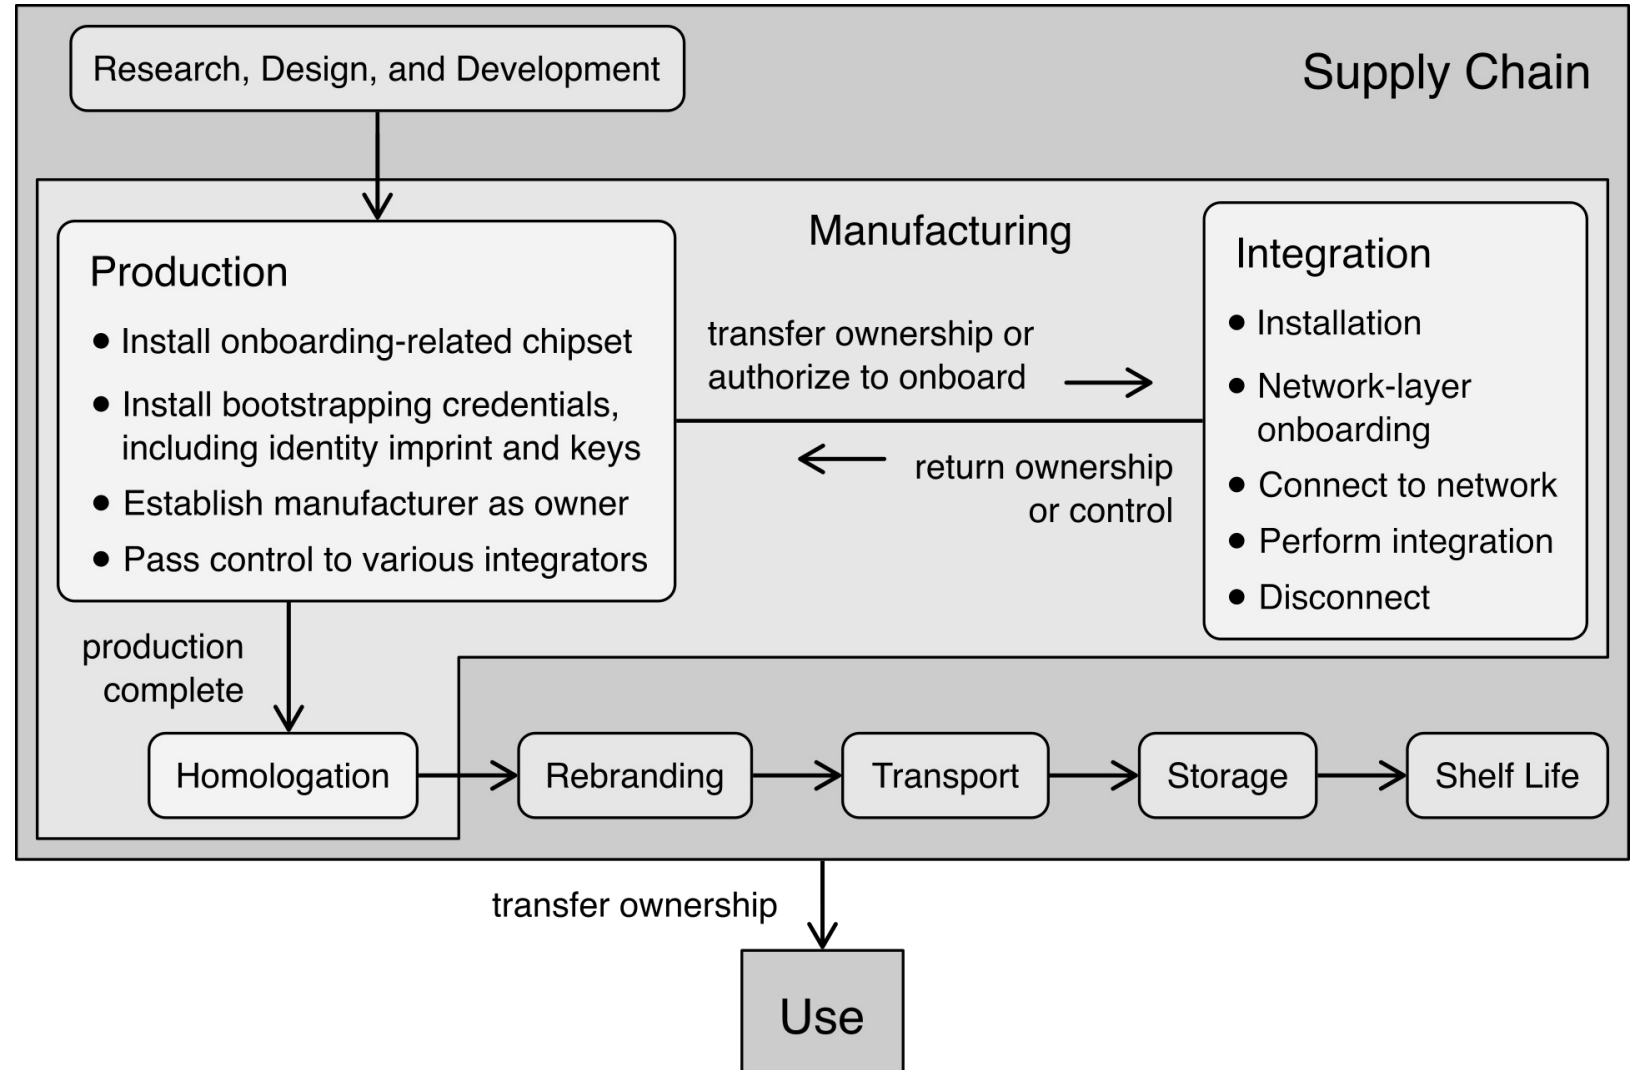 Research, Design, and Development
Supply Chain
Manufacturing
Production
● Install onboarding-related chipset
● Install bootstrapping credentials,
including identity imprint and keys
● Establish manufacturer as owner
● Pass control to various integrators
transfer ownership or
authorize to onboard
return ownership
or control
Integration
● Installation
● Network-layer
onboarding
● Connect to network
● Perform integration
● Disconnect
production
complete
Homologation
Rebranding
Transport
Storage
Shelf Life
transfer ownership
Use